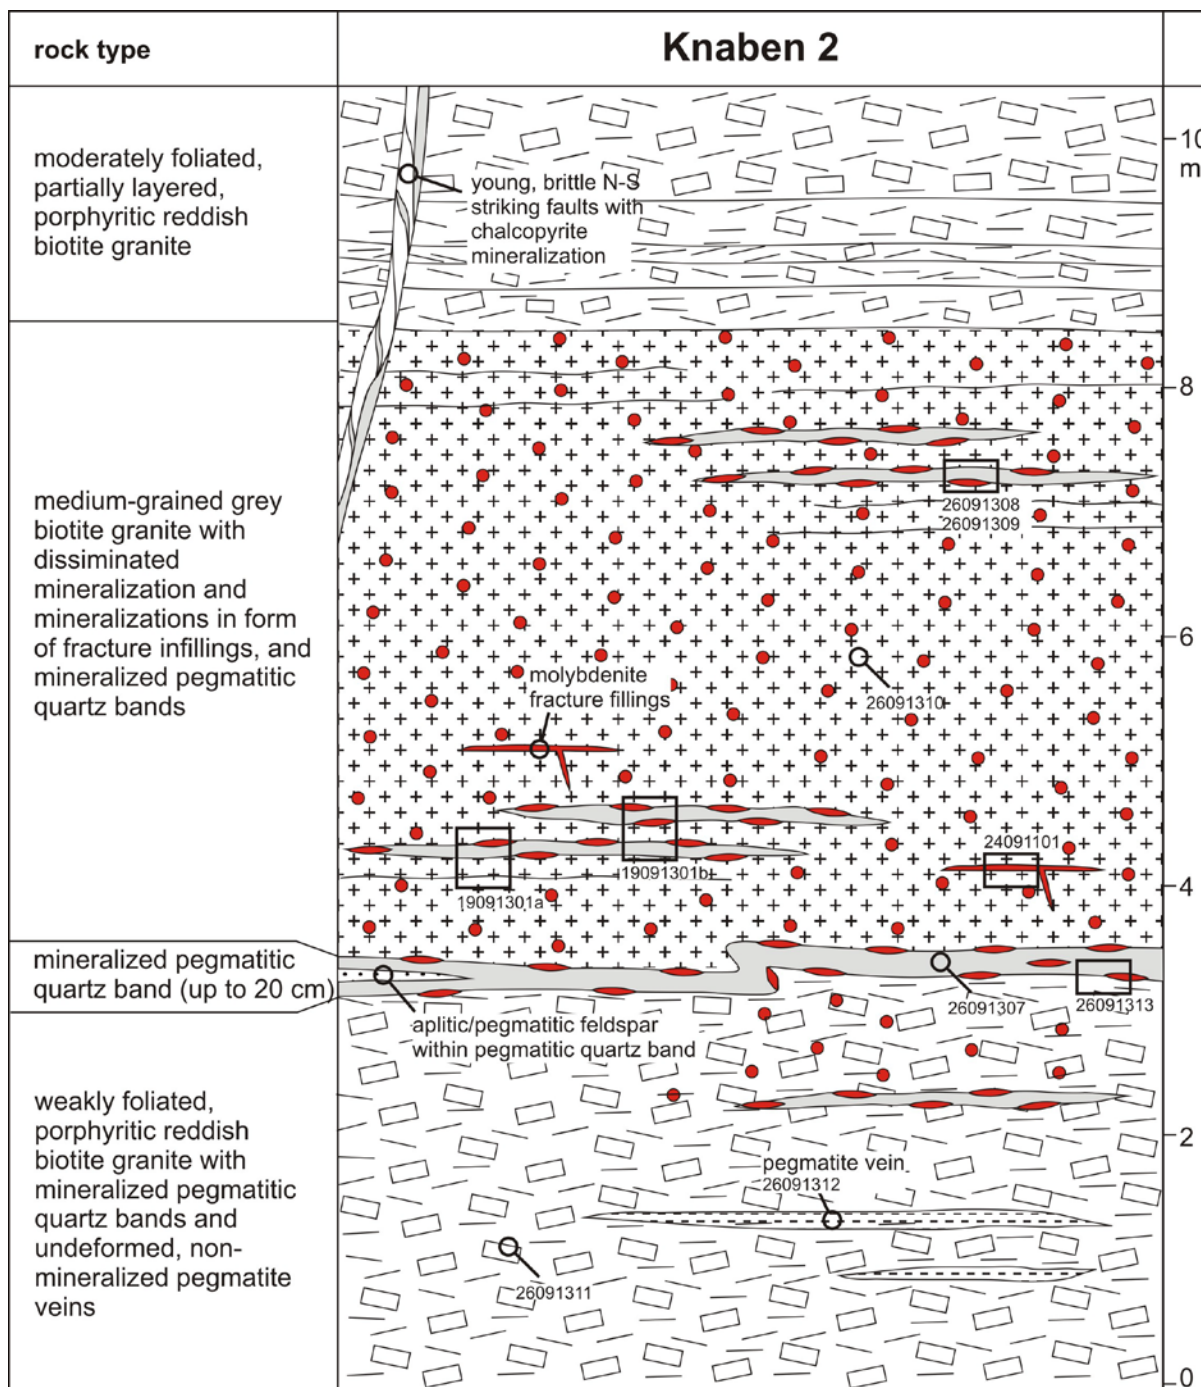 rock type
Knaben 2
moderately foliated,
partially layered,
porphyritic reddish
biotite granite
young, brittle N-S
striking faults with
chalcopyrite
mineralization
10
m
8
medium-grained grey
biotite granite with
dissiminated
mineralization and
mineralizations in form
of fracture infillings, and
mineralized pegmatitic
quartz bands
26091308
26091309
6
molybdenite
fracture fillings
26091310
24091101
19091301b
19091301a
4
mineralized pegmatitic
quartz band (up to 20 cm)
26091307
26091313
aplitic/pegmatitic feldspar
within pegmatitic quartz band
weakly foliated,
porphyritic reddish
biotite granite with
mineralized pegmatitic
quartz bands and
undeformed, non-
mineralized pegmatite
veins
2
pegmatite vein
26091312
26091311
0